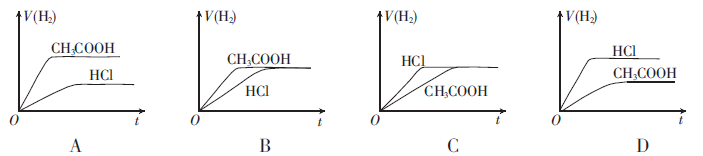 V(H₂)
CH₃COOH
HCl
O
t
A
V(H₂)
CH₃COOH
HCl
O
t
B
V(H₂)
HCl
CH₃COOH
O
t
C
V(H₂)
HCl
CH₃COOH
O
t
D